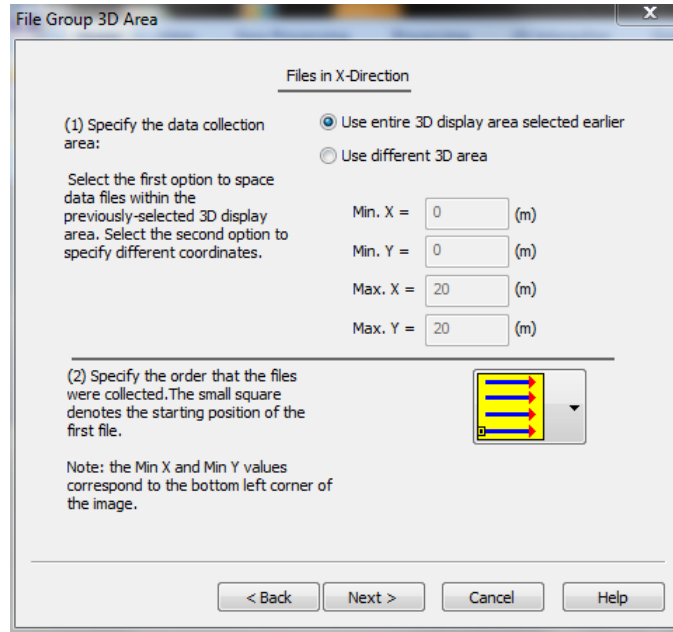 File Group 3D Area
X
Files in X-Direction
(1) Specify the data collection
area:
Select the first option to space
data files within the
previously-selected 3D display
area. Select the second option to
specify different coordinates.
Use entire 3D display area selected earlier
Use different 3D area
Min. X = 0 (m)
Min. Y = 0 (m)
Max. X = 20 (m)
Max. Y = 20 (m)
(2) Specify the order that the files
were collected.The small square
denotes the starting position of the
first file.
Note: the Min X and Min Y values
correspond to the bottom left corner of
the image.
< Back Next > Cancel Help